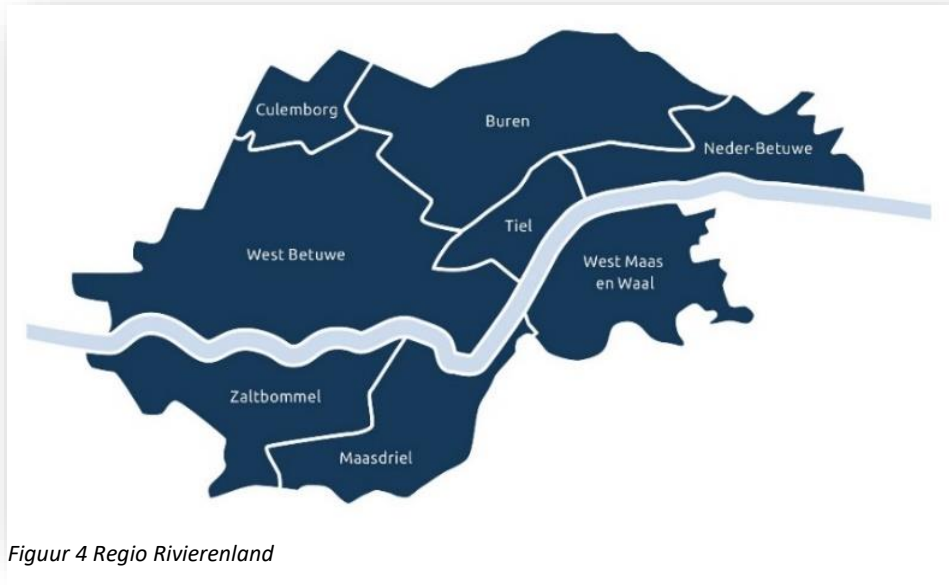 Culemborg
Buren
Neder-Betuwe
Tiel
West Betuwe
West Maas
en Waal
Zaltbommel
Maasdriel
Figuur 4 Regio Rivierenland